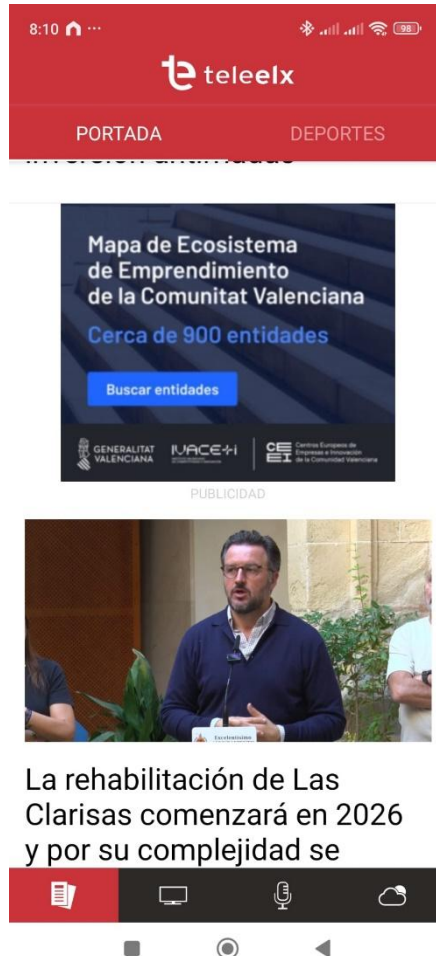 8:10
98
teleelx
PORTADA
DEPORTES
Mapa de Ecosistema
de Emprendimiento
de la Comunitat Valenciana
Cerca de 900 entidades
Buscar entidades
GENERALITAT
VALENCIANA
IVACE+i
CEEI
Centros Europeos de
Empresas e Innovación
de la Comunidad Valenciana
PUBLICIDAD
La rehabilitación de Las
Clarisas comenzará en 2026
y por su complejidad se